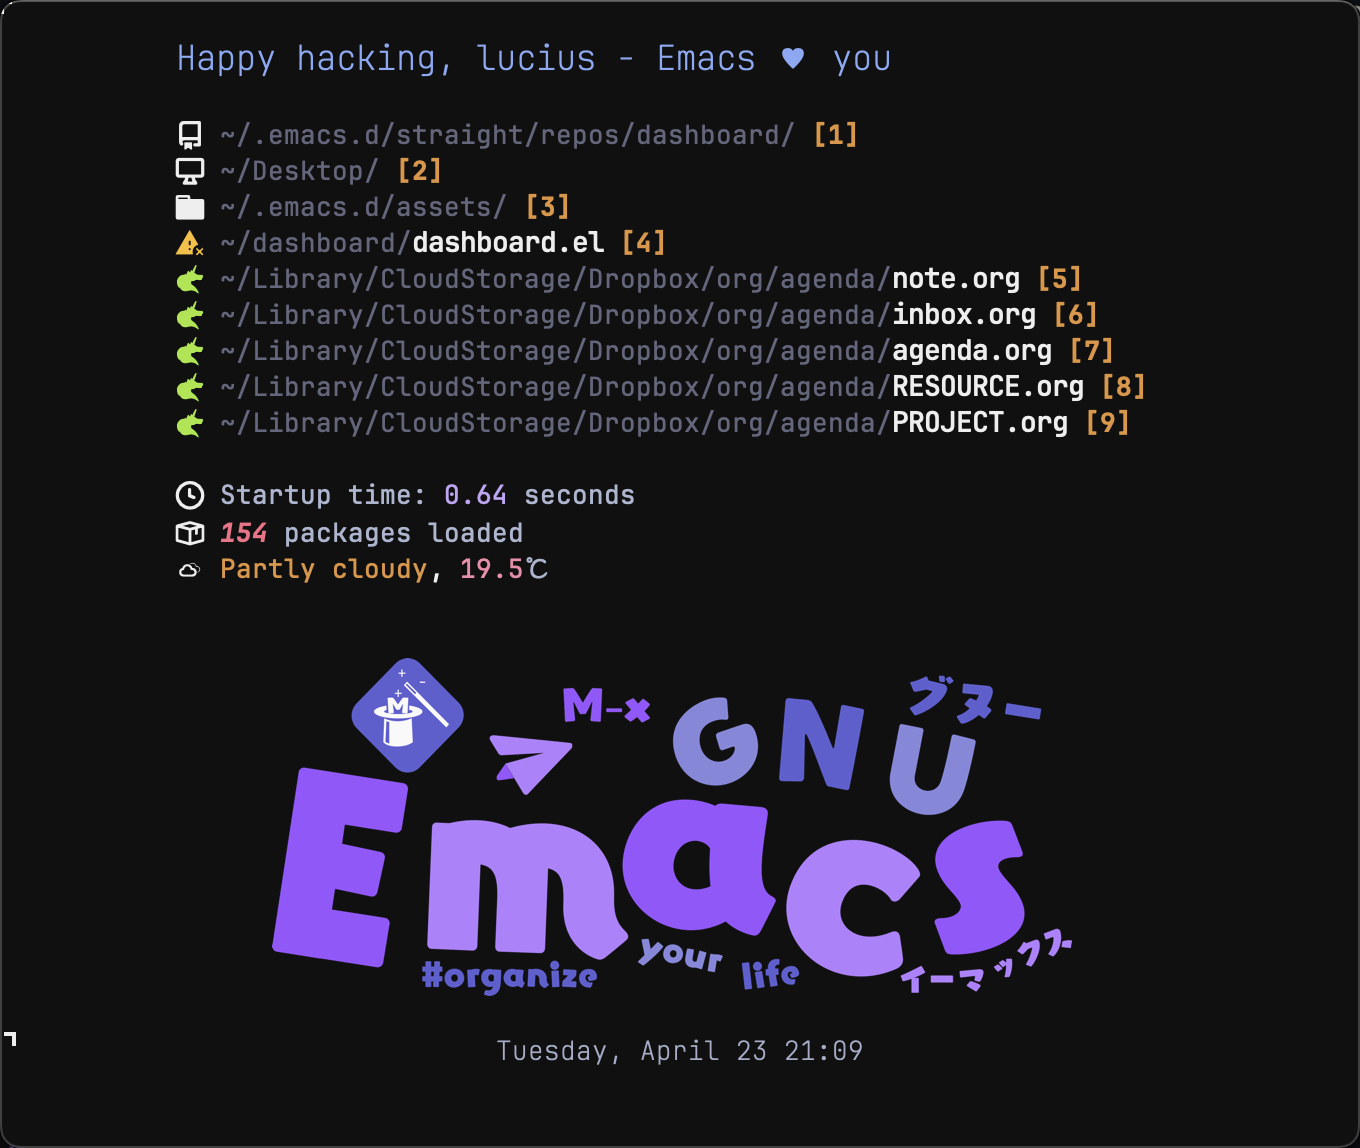 Happy hacking, lucius - Emacs ♥ you
~/.emacs.d/straight/repos/dashboard/ [1]
~/Desktop/ [2]
~/.emacs.d/assets/ [3]
~/dashboard/dashboard.el [4]
~/Library/CloudStorage/Dropbox/org/agenda/note.org [5]
~/Library/CloudStorage/Dropbox/org/agenda/inbox.org [6]
~/Library/CloudStorage/Dropbox/org/agenda/agenda.org [7]
~/Library/CloudStorage/Dropbox/org/agenda/RESOURCE.org [8]
~/Library/CloudStorage/Dropbox/org/agenda/PROJECT.org [9]
Startup time: 0.64 seconds
154 packages loaded
Partly cloudy, 19.5℃
M
M-x
GNU
グヌー
Emacs
#organize your life
イーマックス
Tuesday, April 23 21:09